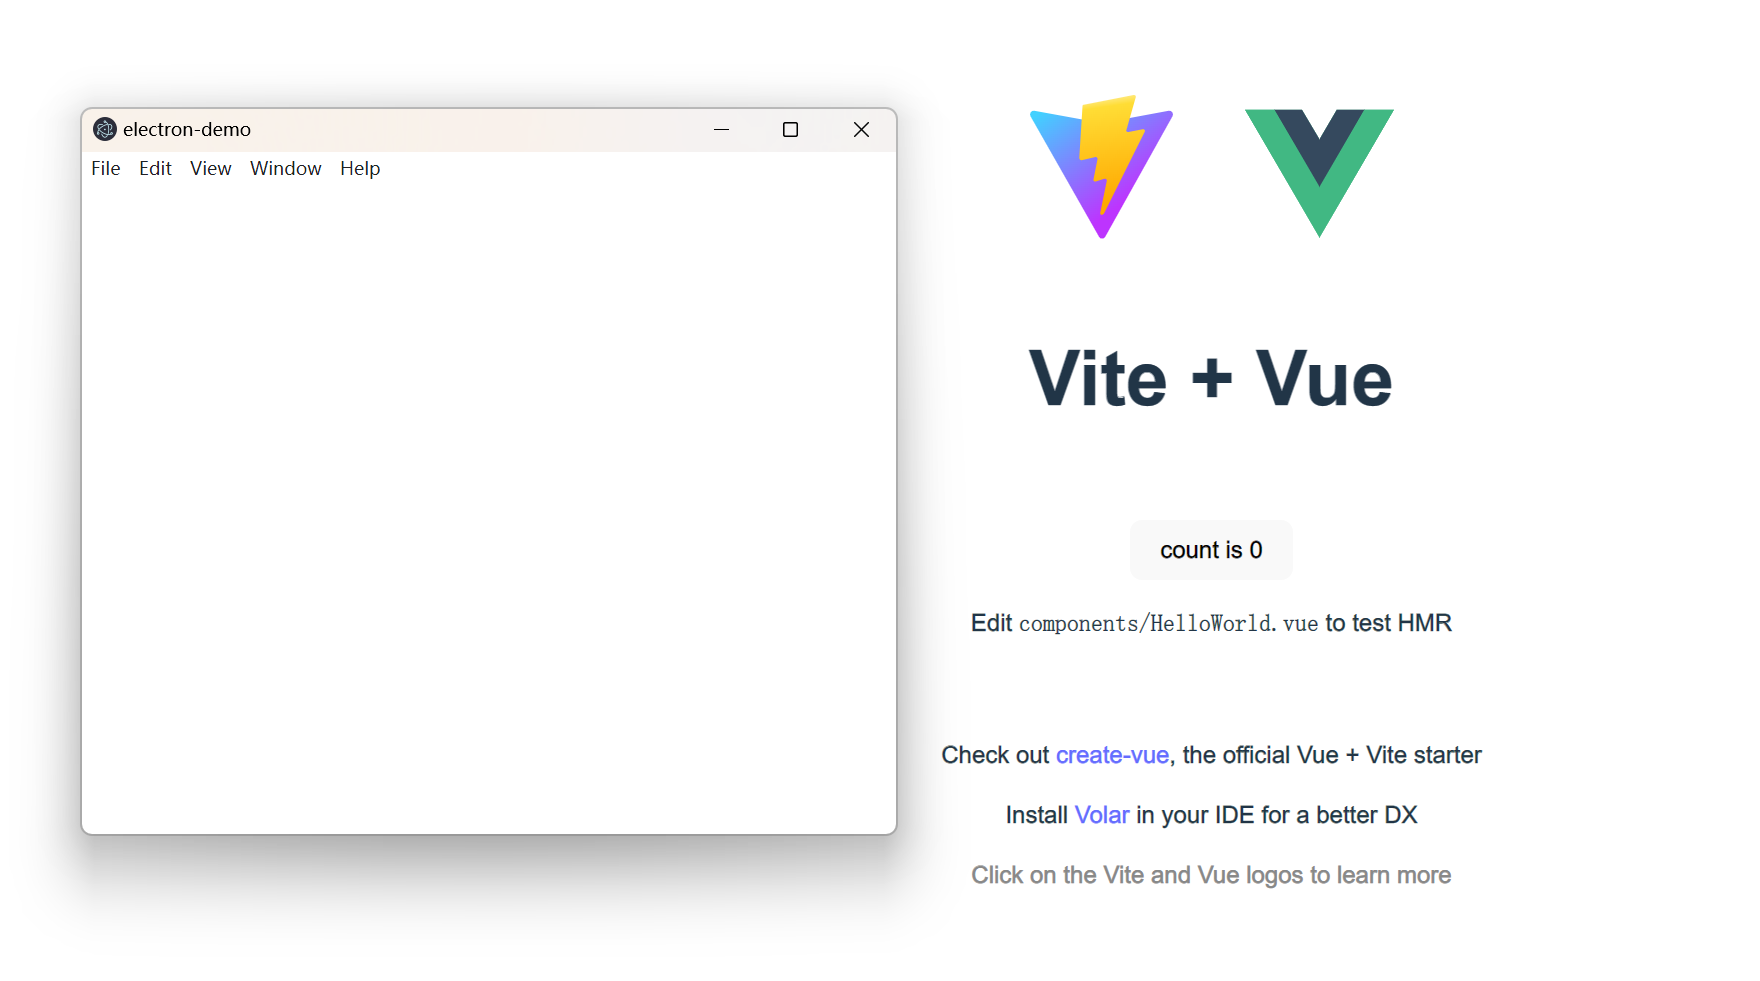 electron-demo
File Edit View Window Help
Vite + Vue
count is 0
Edit components/HelloWorld.vue to test HMR
Check out create-vue, the official Vue + Vite starter
Install Volar in your IDE for a better DX
Click on the Vite and Vue logos to learn more